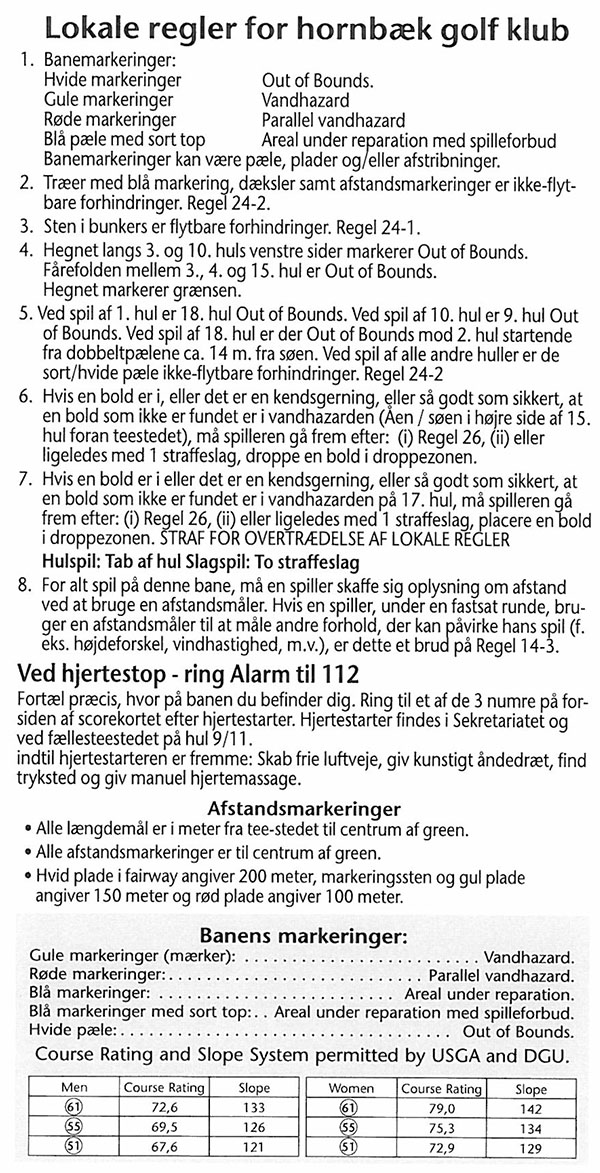 Lokale regler for hornbæk golf klub
1. Banemarkeringer:
Hvide markeringer Out of Bounds.
Gule markeringer Vandhazard
Røde markeringer Parallel vandhazard
Blå pæle med sort top Areal under reparation med spilleforbud
Banemarkeringer kan være pæle, plader og/eller afstribninger.
2. Træer med blå markering, dæksler samt afstandsmarkeringer er ikke-flyt-
bare forhindringer. Regel 24-2.
3. Sten i bunkers er flytbare forhindringer. Regel 24-1.
4. Hegnet langs 3. og 10. huls venstre sider markerer Out of Bounds.
Fårefolden mellem 3., 4. og 15. hul er Out of Bounds.
Hegnet markerer grænsen.
5. Ved spil af 1. hul er 18. hul Out of Bounds. Ved spil af 10. hul er 9. hul Out
of Bounds. Ved spil af 18. hul er der Out of Bounds mod 2. hul startende
fra dobbeltpælene ca. 14 m. fra søen. Ved spil af alle andre huller er de
sort/hvide pæle ikke-flytbare forhindringer. Regel 24-2
6. Hvis en bold er i, eller det er en kendsgerning, eller så godt som sikkert, at
en bold som ikke er fundet er i vandhazarden (Åen / søen i højre side af 15.
hul foran teestedet), må spilleren gå frem efter: (i) Regel 26, (ii) eller
ligeledes med 1 straffeslag, droppe en bold i droppezonen.
7. Hvis en bold er i eller det er en kendsgerning, eller så godt som sikkert, at
en bold som ikke er fundet er i vandhazarden på 17. hul, må spilleren gå
frem efter: (i) Regel 26, (ii) eller ligeledes med 1 straffeslag, placere en bold
i droppezonen. STRAF FOR OVERTRÆDELSE AF LOKALE REGLER
Hulspil: Tab af hul Slagspil: To straffeslag
8. For alt spil på denne bane, må en spiller skaffe sig oplysning om afstand
ved at bruge en afstandsmåler. Hvis en spiller, under en fastsat runde, bru-
ger en afstandsmåler til at måle andre forhold, der kan påvirke hans spil (f.
eks. højdeforskel, vindhastighed, m.v.), er dette et brud på Regel 14-3.
Ved hjertestop - ring Alarm til 112
Fortæl præcis, hvor på banen du befinder dig. Ring til et af de 3 numre på for-
siden af scorekortet efter hjertestarter. Hjertestarter findes i Sekretariatet og
ved fællesteestedet på hul 9/11.
indtil hjertestarteren er fremme: Skab frie luftveje, giv kunstigt åndedræt, find
tryksted og giv manuel hjertemassage.
Afstandsmarkeringer
• Alle længdemål er i meter fra tee-stedet til centrum af green.
• Alle afstandsmarkeringer er til centrum af green.
• Hvid plade i fairway angiver 200 meter, markeringssten og gul plade
angiver 150 meter og rød plade angiver 100 meter.
Banens markeringer:
Gule markeringer (mærker): . . . . . . . . . . . . . . . . . . . . . . . . Vandhazard.
Røde markeringer: . . . . . . . . . . . . . . . . . . . . . . . . . Parallel vandhazard.
Blå markeringer: . . . . . . . . . . . . . . . . . . . . . . . . . Areal under reparation.
Blå markeringer med sort top: . . Areal under reparation med spilleforbud.
Hvide pæle: . . . . . . . . . . . . . . . . . . . . . . . . . . . . . . . . Out of Bounds.
Course Rating and Slope System permitted by USGA and DGU.
Men Course Rating Slope Women Course Rating Slope
61 72,6 133 61 79,0 142
55 69,5 126 55 75,3 134
51 67,6 121 51 72,9 129